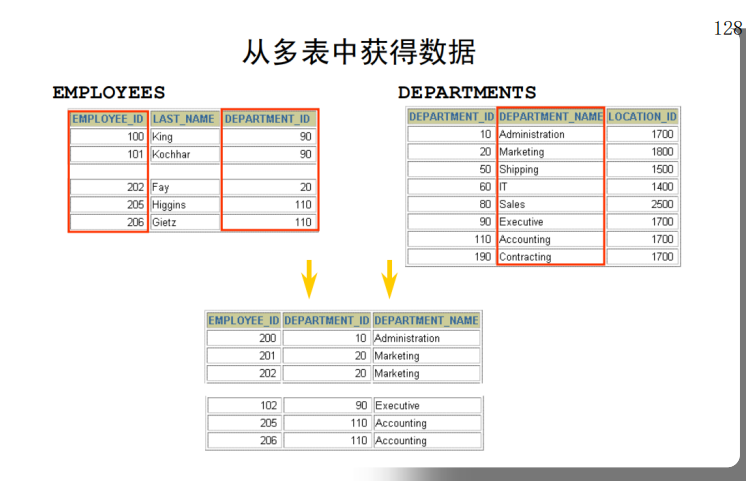 128
从多表中获得数据
EMPLOYEES
EMPLOYEE_ID LAST_NAME DEPARTMENT_ID
100 King 90
101 Kochhar 90
202 Fay 20
205 Higgins 110
206 Gietz 110
DEPARTMENTS
DEPARTMENT_ID DEPARTMENT_NAME LOCATION_ID
10 Administration 1700
20 Marketing 1800
50 Shipping 1500
60 IT 1400
80 Sales 2500
90 Executive 1700
110 Accounting 1700
190 Contracting 1700
EMPLOYEE_ID DEPARTMENT_ID DEPARTMENT_NAME
200 10 Administration
201 20 Marketing
202 20 Marketing
102 90 Executive
205 110 Accounting
206 110 Accounting